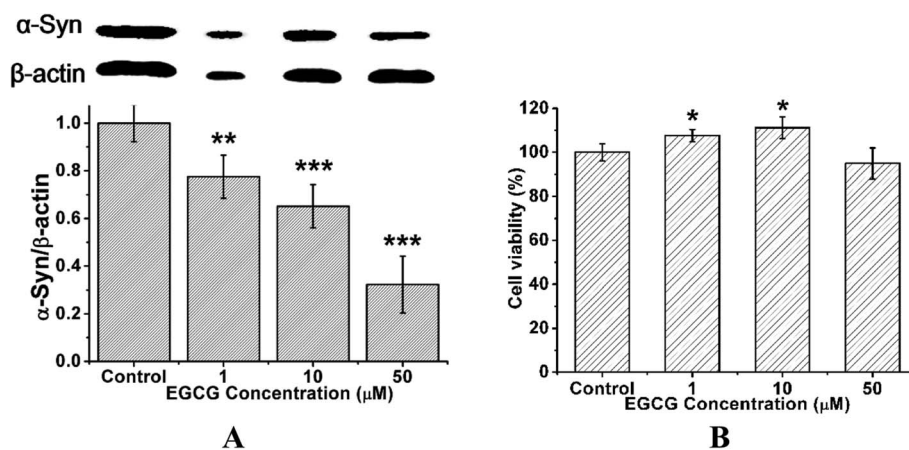 α-Syn
β-actin
α-Syn/β-actin
1.0
0.8
0.6
0.4
0.2
0.0
**
***
***
Control 1 10 50
EGCG Concentration (μM)
A
Cell viability (%)
120
100
80
60
40
20
0
*
*
Control 1 10 50
EGCG Concentration (μM)
B